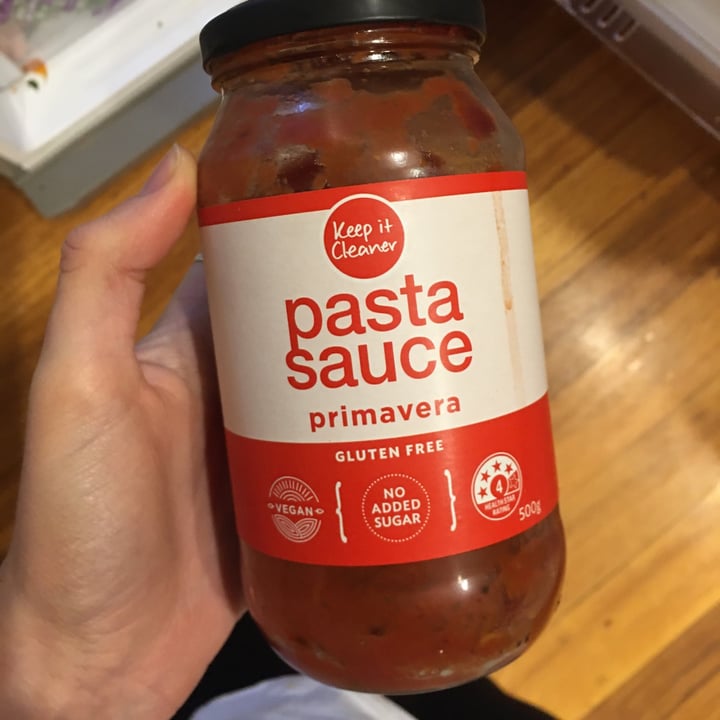 Keep it
Cleaner
pasta
sauce
primavera
GLUTEN FREE
VEGAN
NO
ADDED
SUGAR
4
HEALTH STAR
RATING
500g